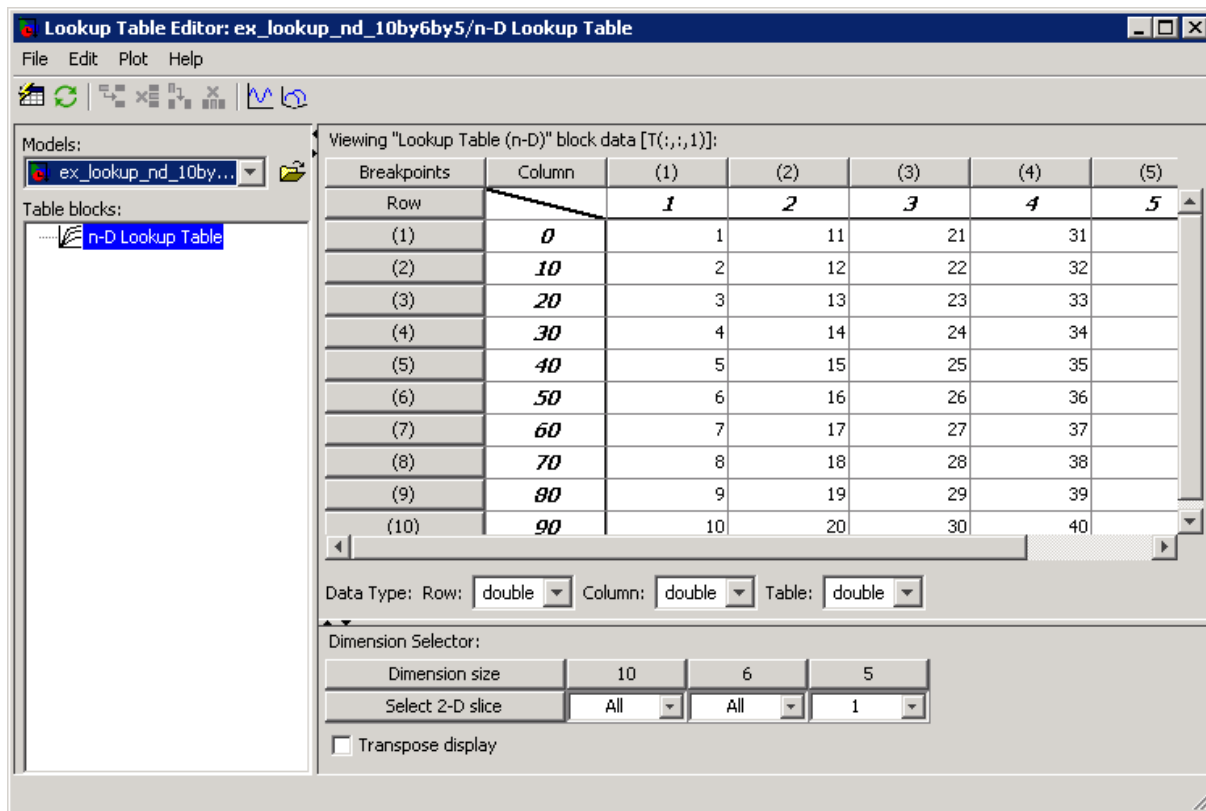 Lookup Table Editor: ex_lookup_nd_10by6by5/n-D Lookup Table
File Edit Plot Help
Models:
ex_lookup_nd_10by...
Table blocks:
n-D Lookup Table
Viewing "Lookup Table (n-D)" block data [T(:,:,1)]:
Breakpoints Column (1) (2) (3) (4) (5)
Row 1 2 3 4 5
(1) 0 1 11 21 31
(2) 10 2 12 22 32
(3) 20 3 13 23 33
(4) 30 4 14 24 34
(5) 40 5 15 25 35
(6) 50 6 16 26 36
(7) 60 7 17 27 37
(8) 70 8 18 28 38
(9) 80 9 19 29 39
(10) 90 10 20 30 40
Data Type: Row: double Column: double Table: double
Dimension Selector:
Dimension size 10 6 5
Select 2-D slice All All 1
Transpose display